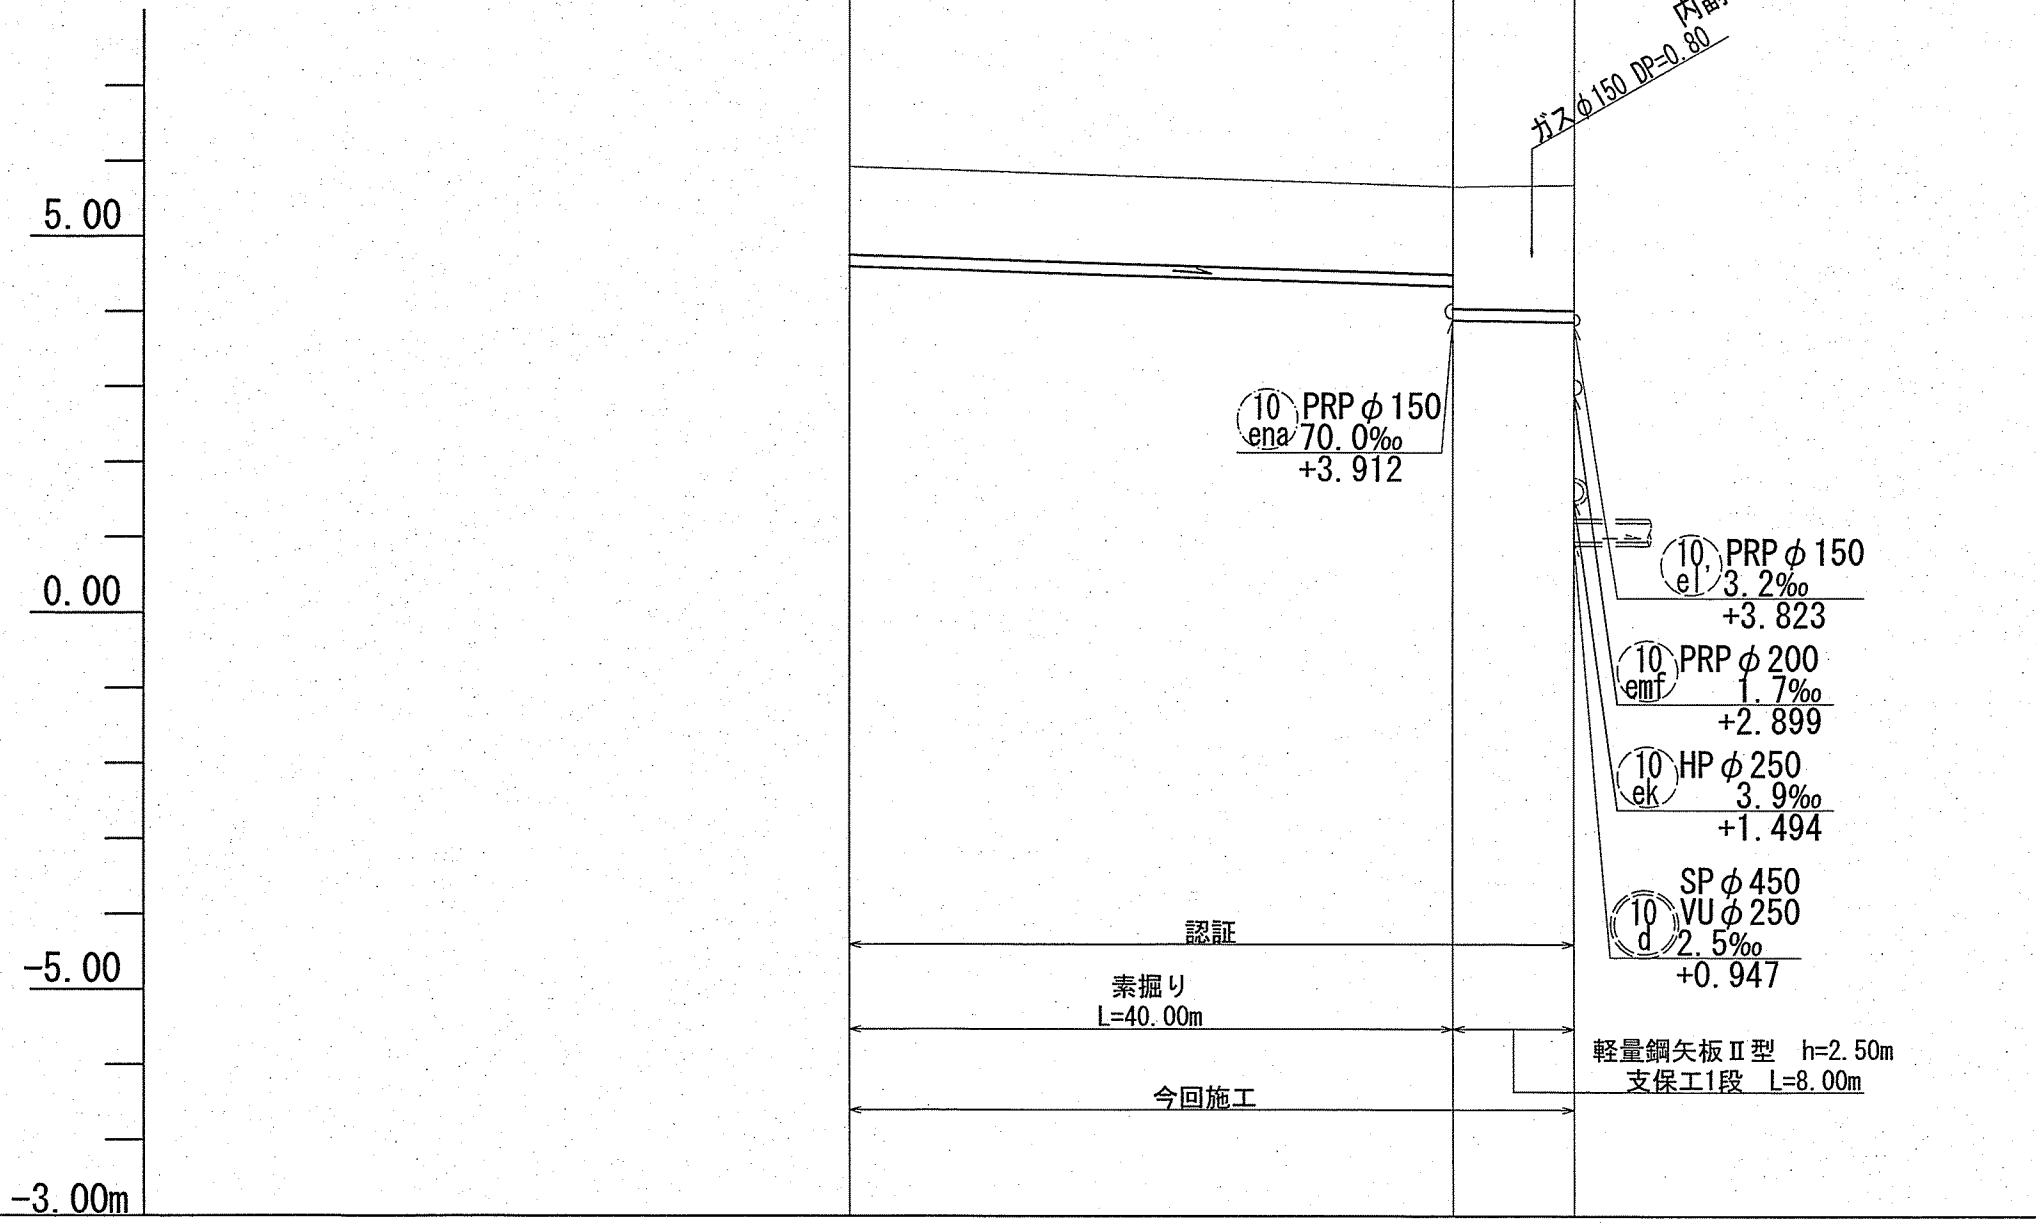 内副
ガスφ150 DP=0.80
5.00
0.00
-5.00
-3.00m
10
ena
PRPφ150
70.0‰
+3.912
10,
el
PRPφ150
3.2‰
+3.823
10
emf
PRPφ200
1.7‰
+2.899
10
ek
HPφ250
3.9‰
+1.494
SPφ450
10
d
VUφ250
2.5‰
+0.947
認証
素掘り
L=40.00m
軽量鋼矢板Ⅱ型 h=2.50m
支保工1段 L=8.00m
今回施工